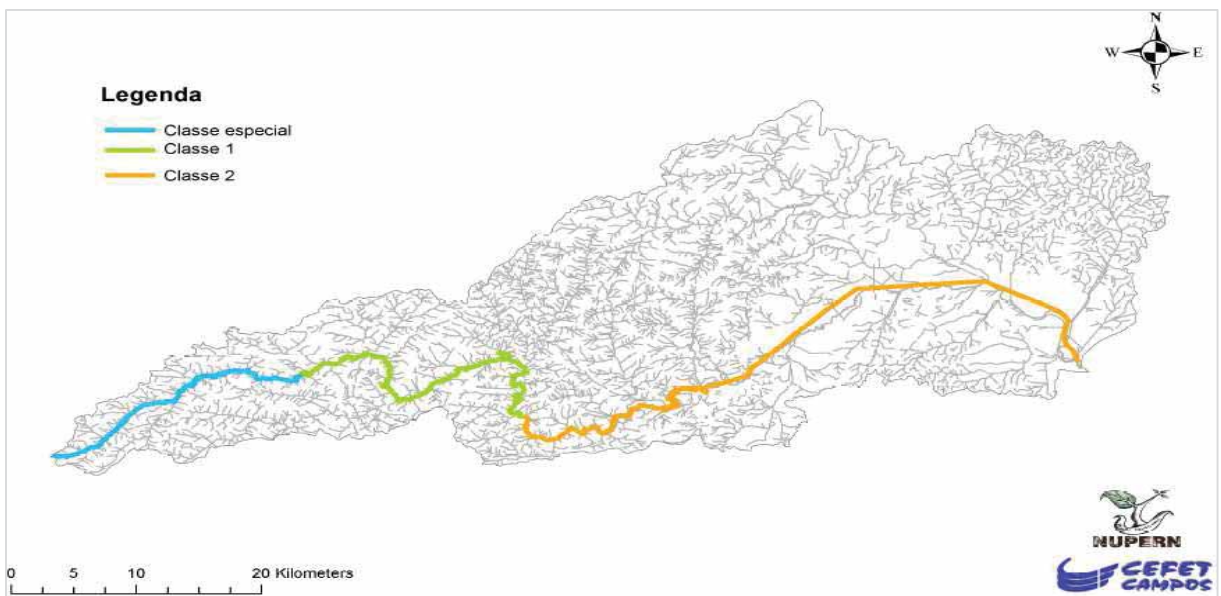 N
W E
S
Legenda
Classe especial
Classe 1
Classe 2
NUPERN
CEFET
CAMPOS
0 5 10 20 Kilometers